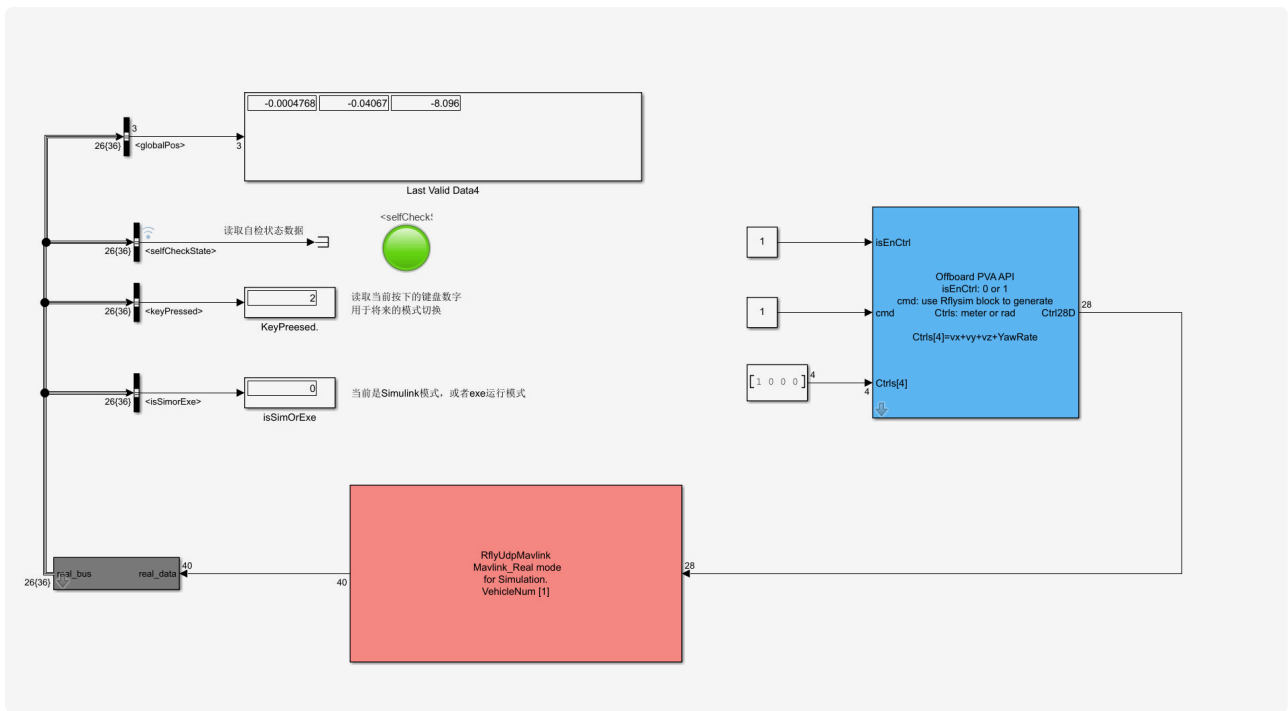 -0.0004768 -0.04067 -8.096
3
26{36}
<globalPos>
3
Last Valid Data4
<selfCheck!
读取自检状态数据
26{36}
<selfCheckState>
2
读取当前按下的键盘数字
用于将来的模式切换
26{36}
<keyPressed>
KeyPreesed.
0
当前是Simulink模式，或者exe运行模式
26{36}
<isSimorExe>
isSimOrExe
1
isEnCtrl
Offboard PVA API
isEnCtrl: 0 or 1
cmd: use Rflysim block to generate
Ctrls: meter or rad
Ctrls[4]=vx+vy+vz+YawRate
1
cmd
Ctrl28D
28
[1 0 0 0]
4
4
Ctrls[4]
RflyUdpMavlink
Mavlink_Real mode
for Simulation.
VehicleNum [1]
28
40
real_bus
real_data
40
26{36}